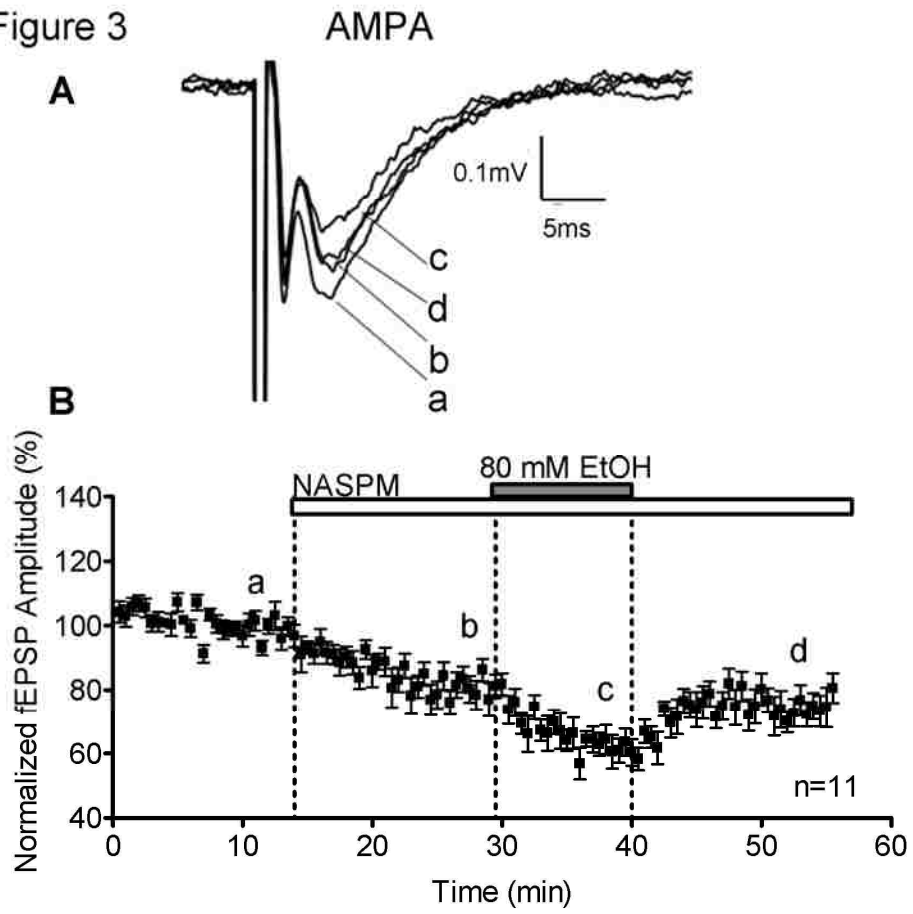 Figure 3
AMPA
A
0.1mV
5ms
c
d
b
a
B
80 mM EtOH
NASPM
Normalized fEPSP Amplitude (%)
140
120
100
80
60
40
a
b
c
d
n=11
0
10
20
30
40
50
60
Time (min)